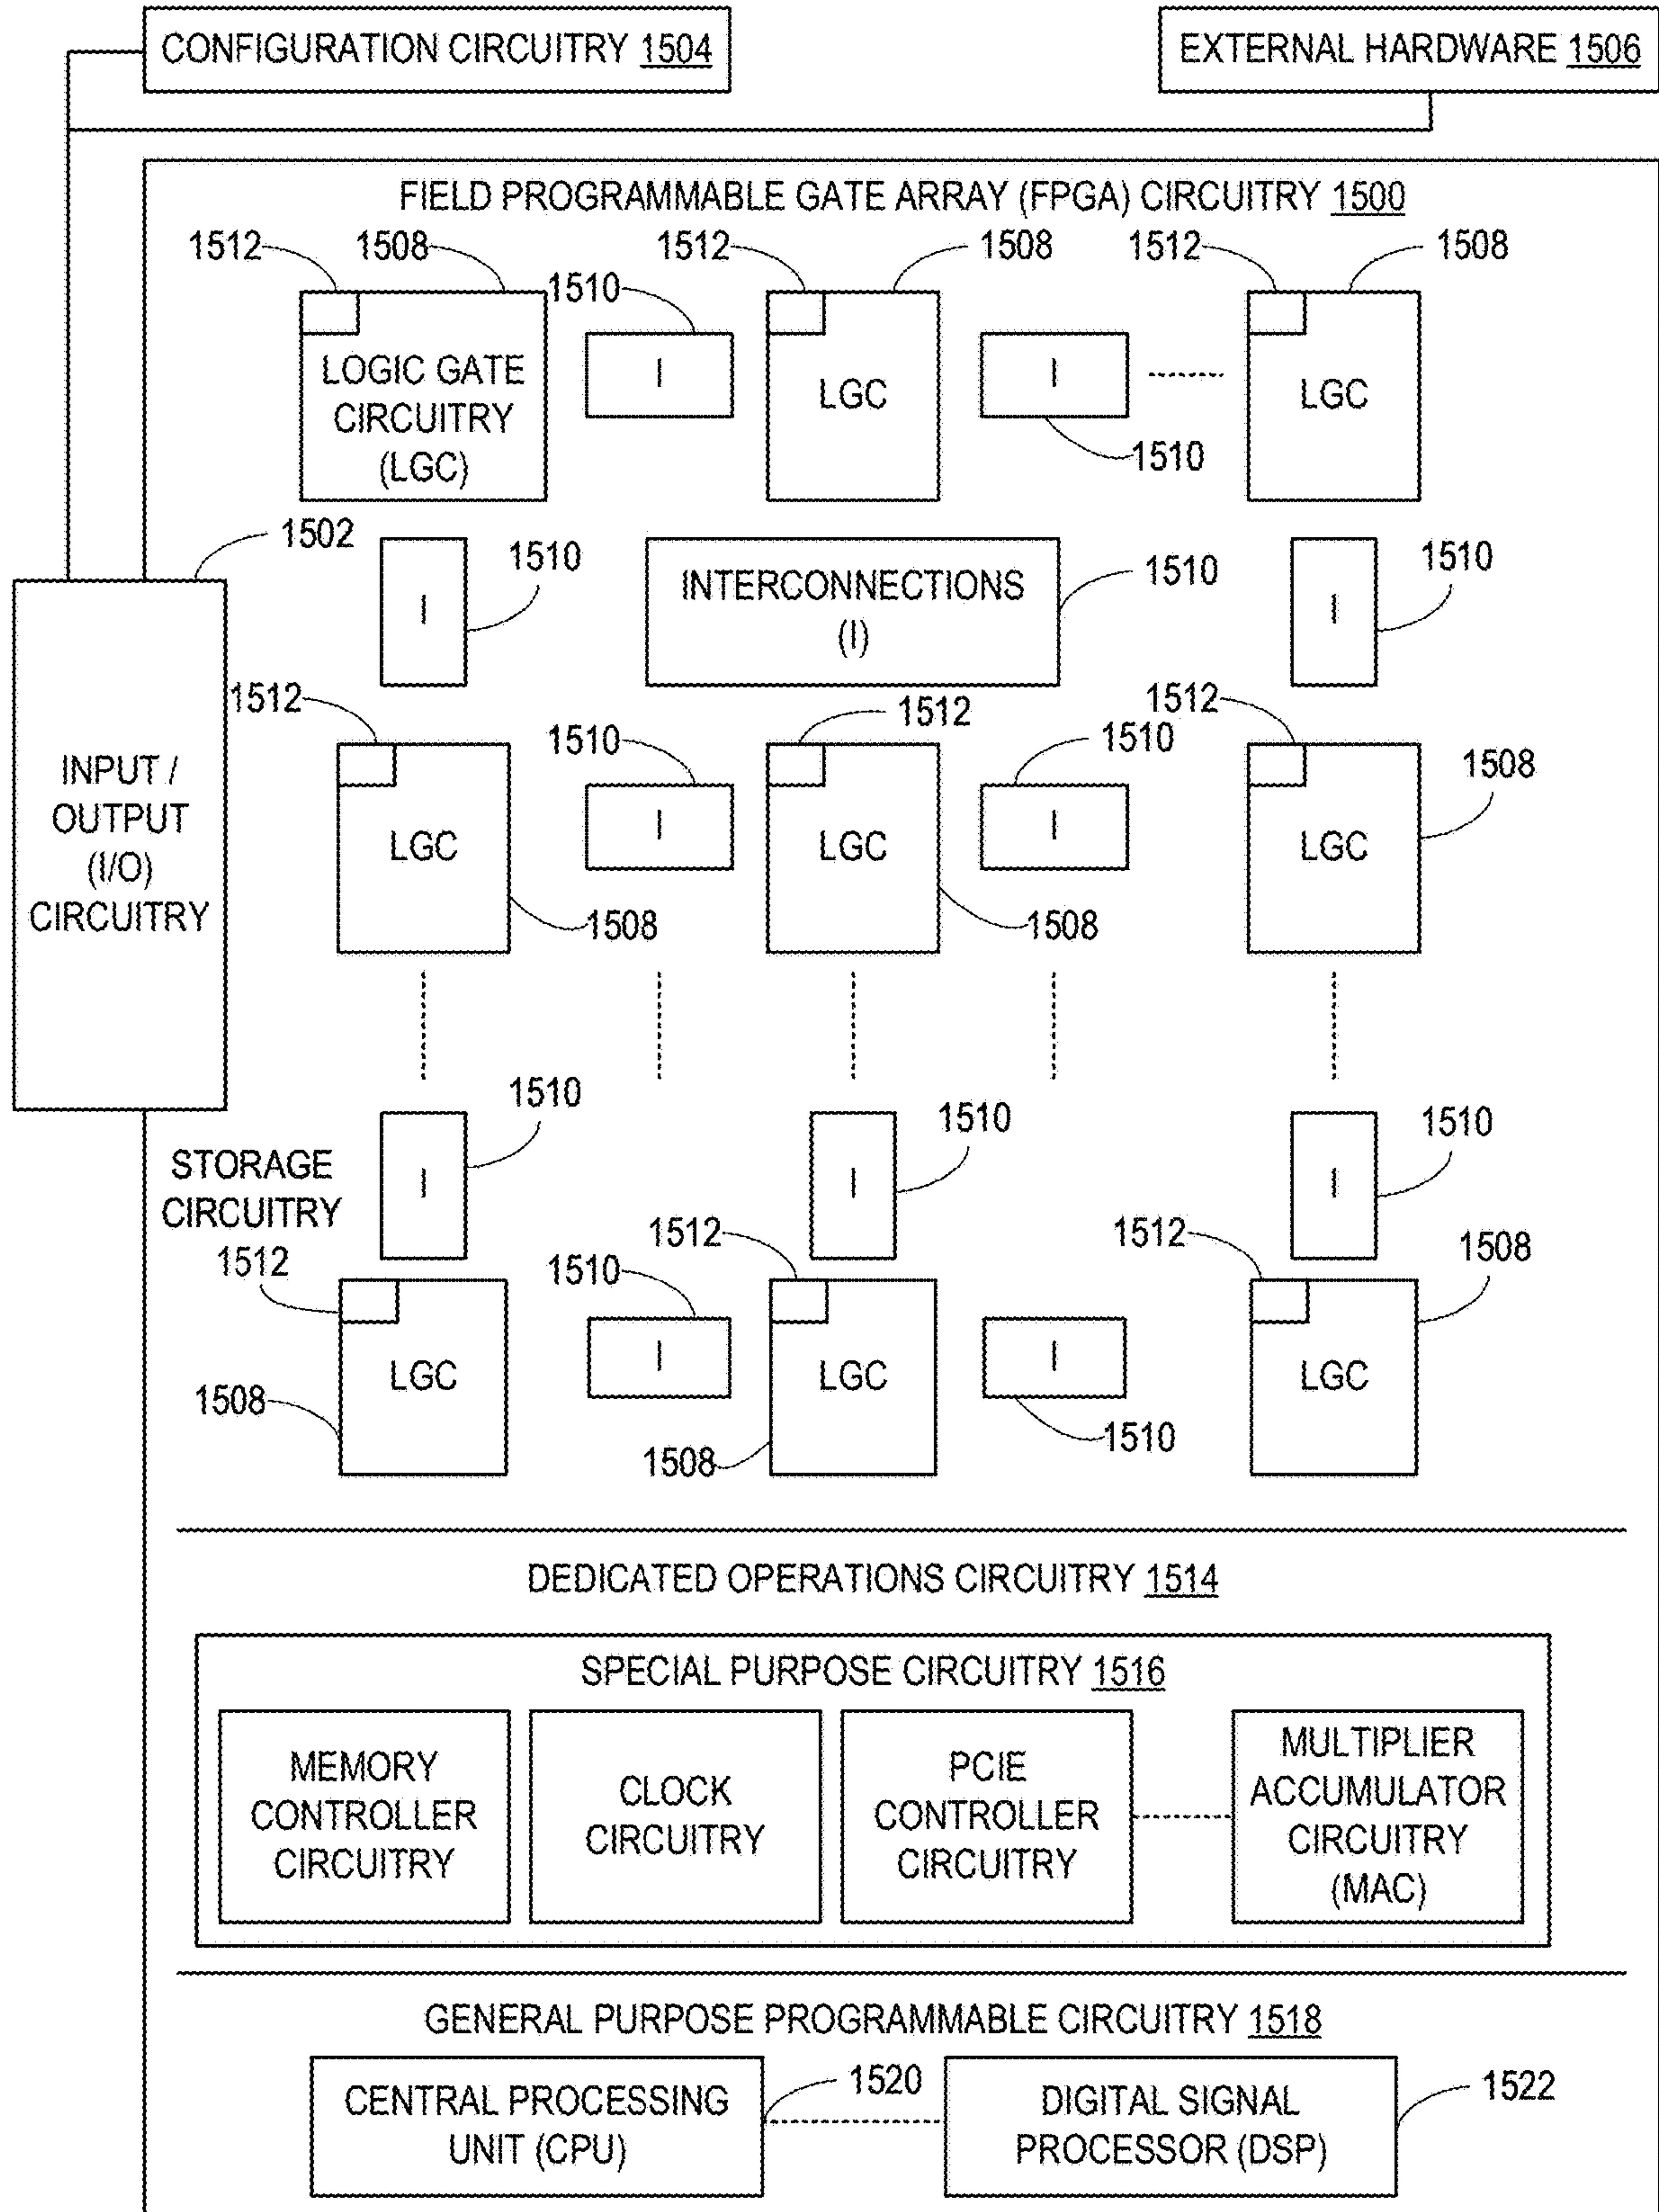 CONFIGURATION CIRCUITRY 1504
EXTERNAL HARDWARE 1506
FIELD PROGRAMMABLE GATE ARRAY (FPGA) CIRCUITRY 1500
1512
1508
1510
1512
1508
1512
1508
LOGIC GATE
CIRCUITRY
(LGC)
I
LGC
I
LGC
1510
1502
1510
INTERCONNECTIONS
(I)
1510
1510
I
I
INPUT /
OUTPUT
(I/O)
CIRCUITRY
1512
1510
1512
1510
1512
1508
LGC
I
LGC
I
LGC
1508
1508
1510
1510
1510
STORAGE
CIRCUITRY
1512
I
I
I
1510
1512
1512
1508
LGC
I
LGC
I
LGC
1508
1508
1510
DEDICATED OPERATIONS CIRCUITRY 1514
SPECIAL PURPOSE CIRCUITRY 1516
MEMORY
CONTROLLER
CIRCUITRY
CLOCK
CIRCUITRY
PCIE
CONTROLLER
CIRCUITRY
MULTIPLIER
ACCUMULATOR
CIRCUITRY
(MAC)
GENERAL PURPOSE PROGRAMMABLE CIRCUITRY 1518
CENTRAL PROCESSING
UNIT (CPU)
1520
DIGITAL SIGNAL
PROCESSOR (DSP)
1522